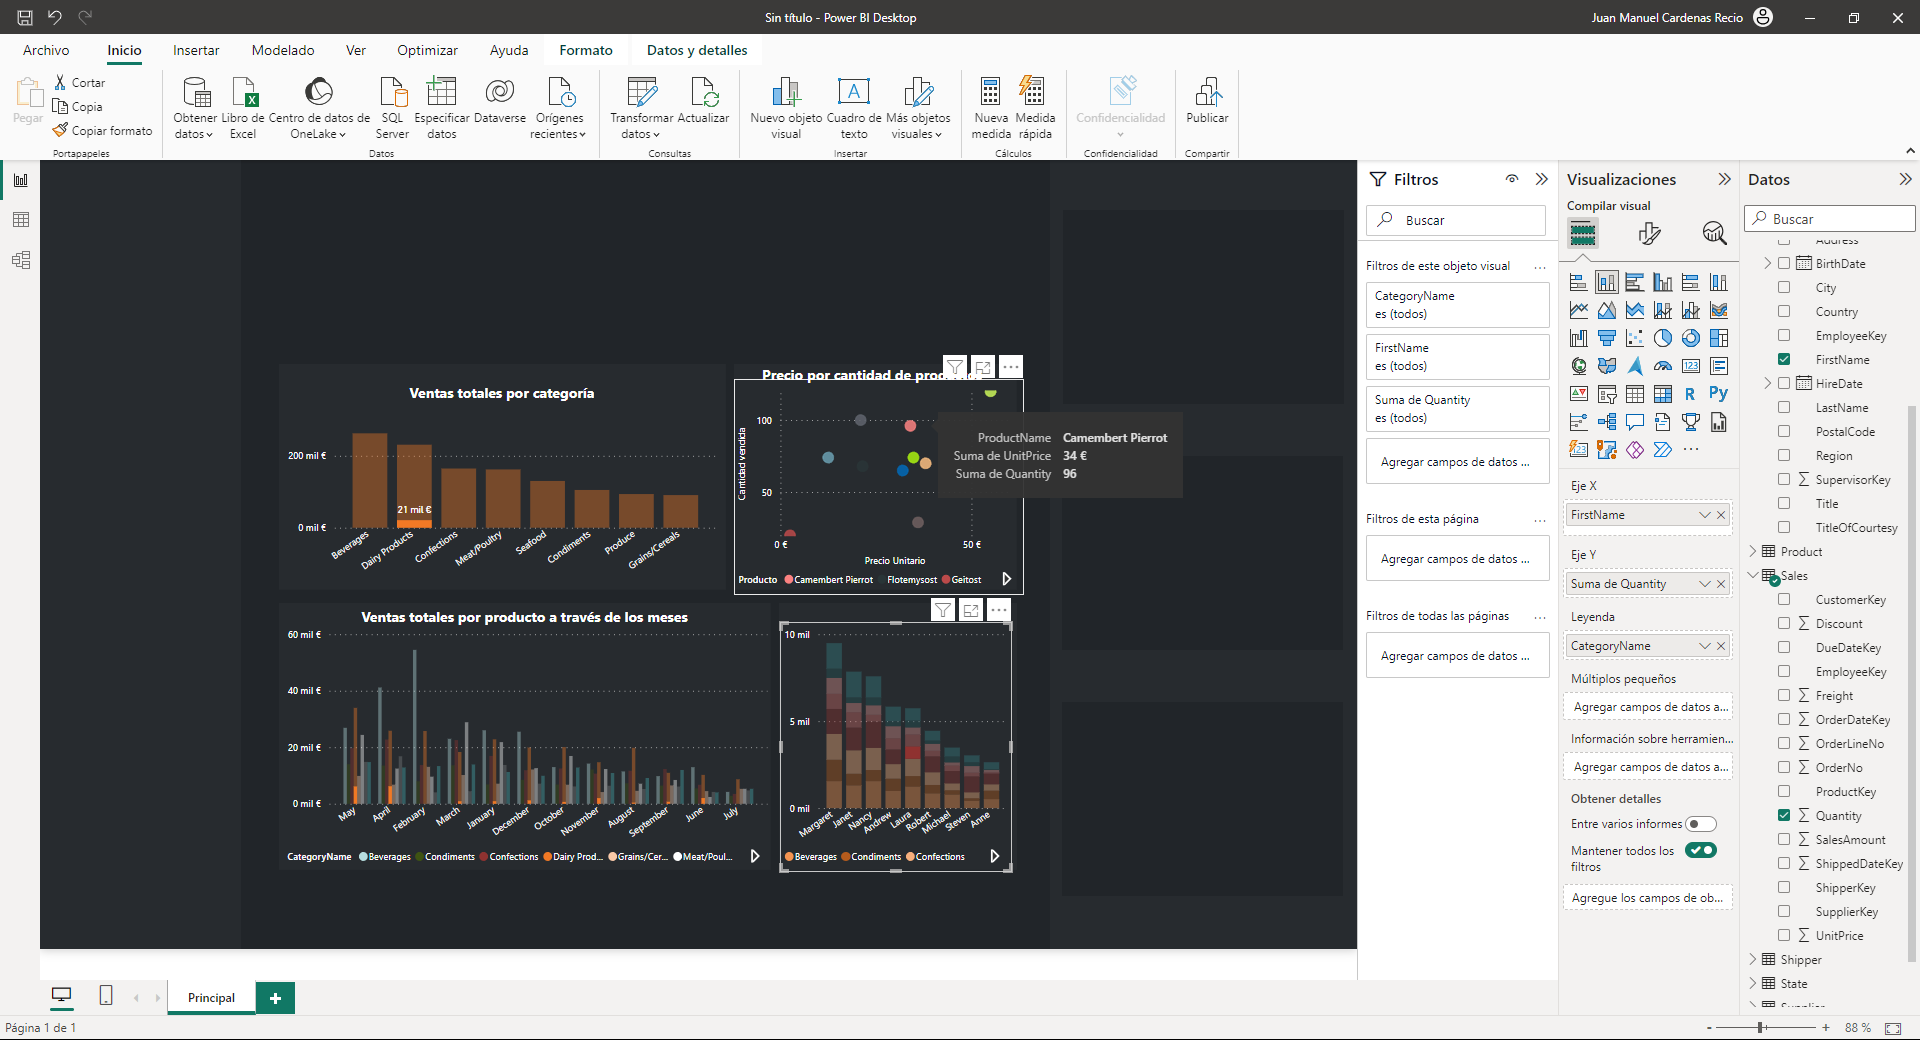 Sin título - Power BI Desktop
Juan Manuel Cardenas Recio
Archivo
Inicio
Insertar
Modelado
Ver
Optimizar
Ayuda
Formato
Datos y detalles
Pegar
Cortar
Copia
Copiar formato
Portapapeles
Obtener datos
Libro de Excel
Centro de datos de OneLake
SQL Server
Especificar datos
Dataverse
Orígenes recientes
Datos
Transformar datos
Actualizar
Consultas
Nuevo objeto visual
Cuadro de texto
Más objetos visuales
Insertar
Nueva medida
Medida rápida
Cálculos
Confidencialidad
Confidencialidad
Publicar
Compartir
Ventas totales por categoría
200 mil €
0 mil €
21 mil €
Beverages
Dairy Products
Confections
Meat/Poultry
Seafood
Condiments
Produce
Grains/Cereals
Precio por cantidad de
Cantidad vendida
100
50
0 €
50 €
Precio Unitario
Producto
Camembert Pierrot
Flotemysost
Geitost
ProductName Camembert Pierrot
Suma de UnitPrice 34 €
Suma de Quantity 96
Ventas totales por producto a través de los meses
60 mil €
40 mil €
20 mil €
0 mil €
May
April
February
March
January
December
October
November
August
September
June
July
CategoryName
Beverages
Condiments
Confections
Dairy Prod...
Grains/Cer...
Meat/Poul...
10 mil
5 mil
0 mil
Margaret
Janet
Nancy
Andrew
Laura
Robert
Michael
Steven
Anne
Beverages
Condiments
Confections
Filtros
Buscar
Filtros de este objeto visual
CategoryName
es (todos)
FirstName
es (todos)
Suma de Quantity
es (todos)
Agregar campos de datos ...
Filtros de esta página
Agregar campos de datos ...
Filtros de todas las páginas
Agregar campos de datos ...
Visualizaciones
Compilar visual
123
R
Py
Eje X
FirstName
Eje Y
Suma de Quantity
Leyenda
CategoryName
Múltiplos pequeños
Agregar campos de datos a...
Información sobre herramien...
Agregar campos de datos a...
Obtener detalles
Entre varios informes
Mantener todos los
filtros
Agregue los campos de ob...
Datos
Buscar
Address
BirthDate
City
Country
EmployeeKey
FirstName
HireDate
LastName
PostalCode
Region
SupervisorKey
Title
TitleOfCourtesy
Product
Sales
CustomerKey
Discount
DueDateKey
EmployeeKey
Freight
OrderDateKey
OrderLineNo
OrderNo
ProductKey
Quantity
SalesAmount
ShippedDateKey
ShipperKey
SupplierKey
UnitPrice
Shipper
State
Principal
Página 1 de 1
- + 88 %